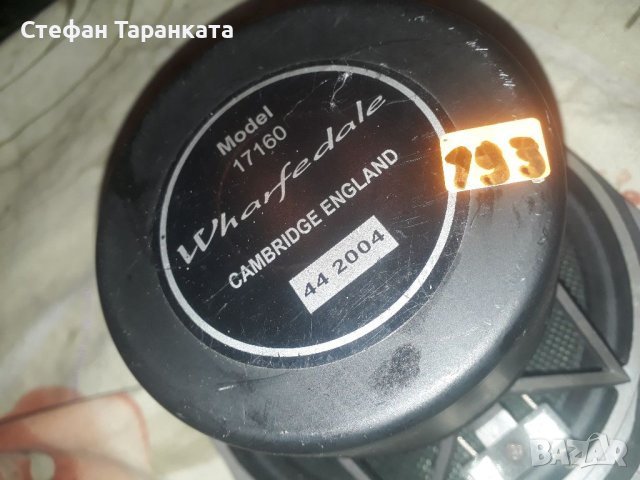 Стефан Таранката
Model
17160
Wharfedale
CAMBRIDGE ENGLAND
44 2004
193
BAZAR